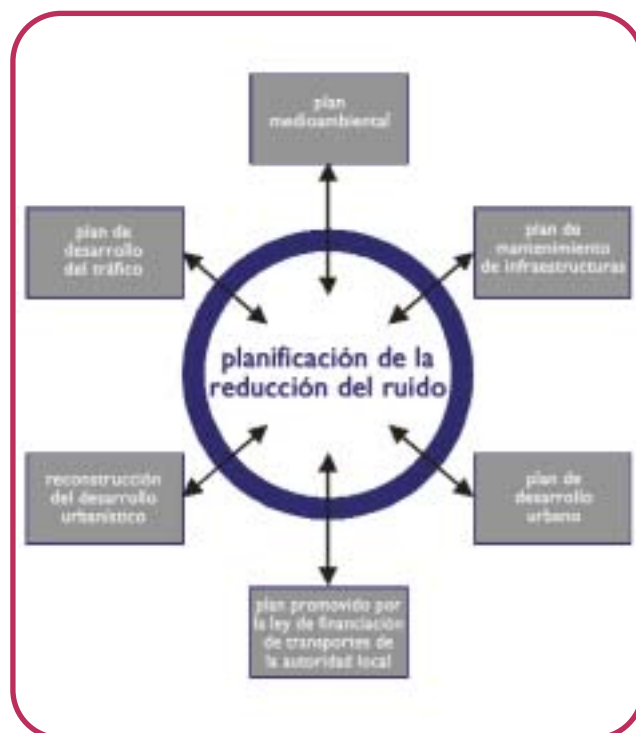 plan
medioambiental
plan de
desarrollo
del tráfico
plan de
mantenimiento
de infraestructuras
planificación de la
reducción del ruido
reconstrucción
del desarrollo
urbanístico
plan de
desarrollo
urbano
plan promovido por
la ley de financiación
de transportes de
la autoridad local